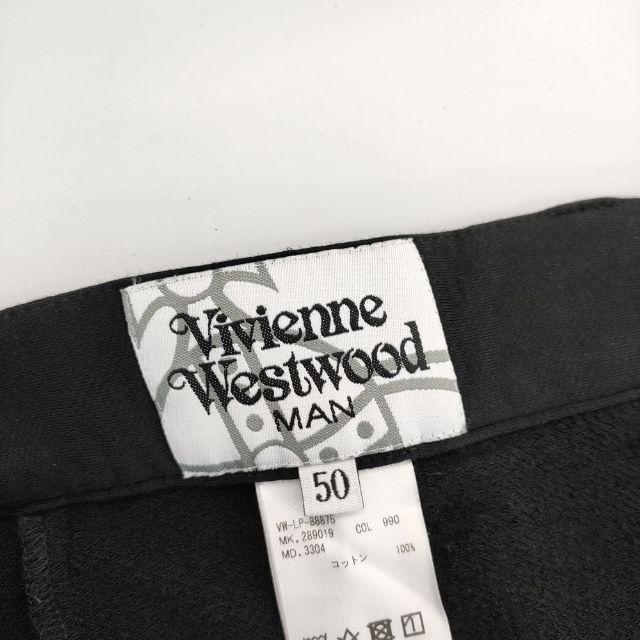 Vivienne
Westwood
MAN
50
VW-LP-88875
MK. 289019 COL 990
MD. 3304
コットン 100%